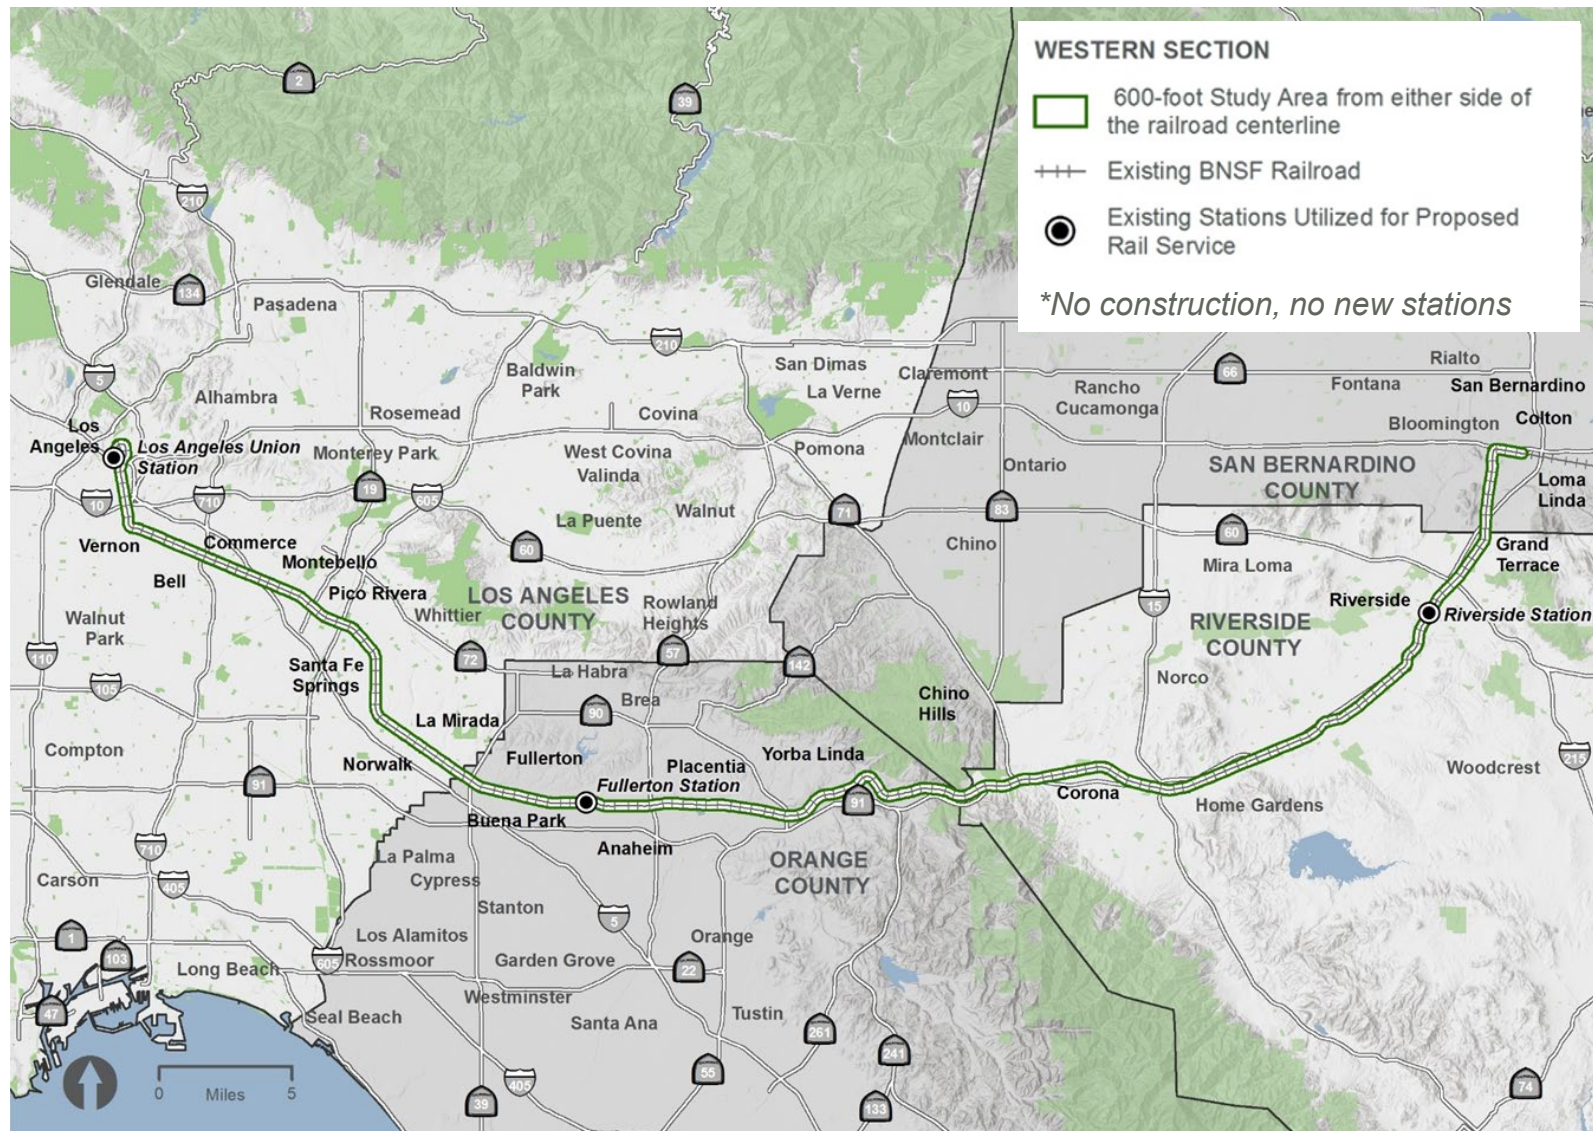 WESTERN SECTION
600-foot Study Area from either side of
the railroad centerline
Existing BNSF Railroad
Existing Stations Utilized for Proposed
Rail Service
*No construction, no new stations
2
39
210
Glendale
134
Pasadena
210
5
Baldwin
Park
San Dimas
La Verne
Claremont
66
Rialto
Fontana
San Bernardino
Rancho
Cucamonga
10
Alhambra
Rosemead
Covina
Bloomington
Colton
Los
Angeles
Los Angeles Union
Station
Monterey Park
West Covina
Valinda
Pomona
Montclair
Ontario
SAN BERNARDINO
COUNTY
Loma
Linda
10
710
19
605
La Puente
Walnut
71
83
60
Vernon
Commerce
Montebello
60
Chino
Mira Loma
Grand
Terrace
Bell
Pico Rivera
LOS ANGELES
COUNTY
Whittier
Rowland
Heights
15
Riverside
Riverside Station
RIVERSIDE
COUNTY
Walnut
Park
110
105
Santa Fe
Springs
72
57
142
La Habra
Brea
90
Norco
Chino
Hills
La Mirada
Compton
Norwalk
Fullerton
Placentia
Yorba Linda
Woodcrest
215
91
Fullerton Station
91
Corona
Home Gardens
Buena Park
Anaheim
710
La Palma
Cypress
ORANGE
COUNTY
Carson
405
Stanton
5
1
103
605
Los Alamitos
Rossmoor
Long Beach
Garden Grove
Orange
22
Westminster
47
Seal Beach
Santa Ana
Tustin
261
241
55
405
39
133
74
0
Miles
5